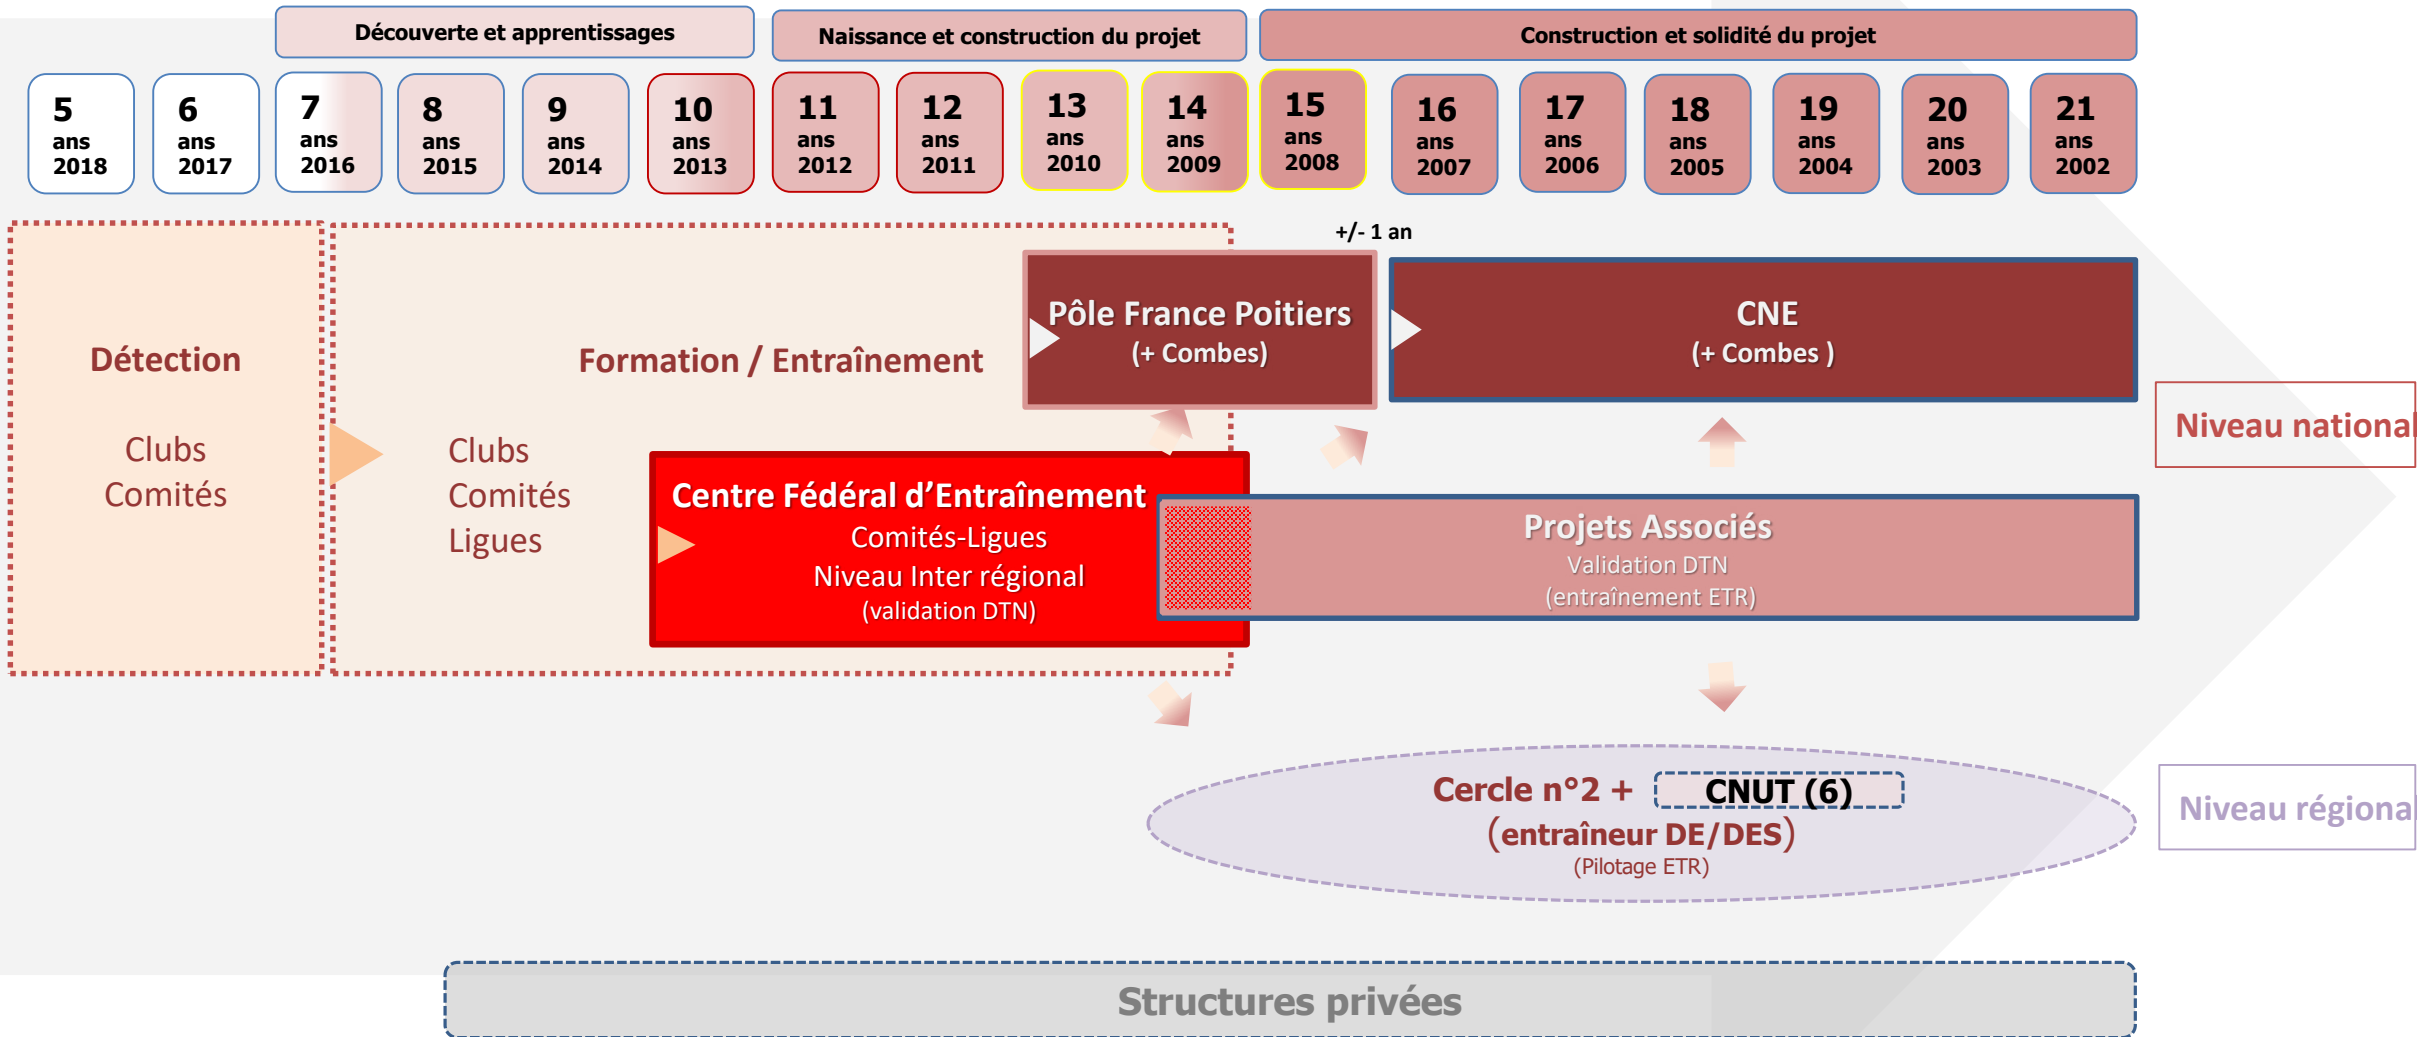 Découverte et apprentissages
Naissance et construction du projet
Construction et solidité du projet
5
ans
2018
6
ans
2017
7
ans
2016
8
ans
2015
9
ans
2014
10
ans
2013
11
ans
2012
12
ans
2011
13
ans
2010
14
ans
2009
15
ans
2008
16
ans
2007
17
ans
2006
18
ans
2005
19
ans
2004
20
ans
2003
21
ans
2002
+/- 1 an
Détection
Clubs
Comités
Formation / Entraînement
Clubs
Comités
Ligues
Pôle France Poitiers
(+ Combes)
CNE
(+ Combes )
Niveau national
Centre Fédéral d’Entraînement
Comités-Ligues
Niveau Inter régional
(validation DTN)
Projets Associés
Validation DTN
(entraînement ETR)
Cercle n°2 + CNUT (6)
(entraîneur DE/DES)
(Pilotage ETR)
Niveau régional
Structures privées